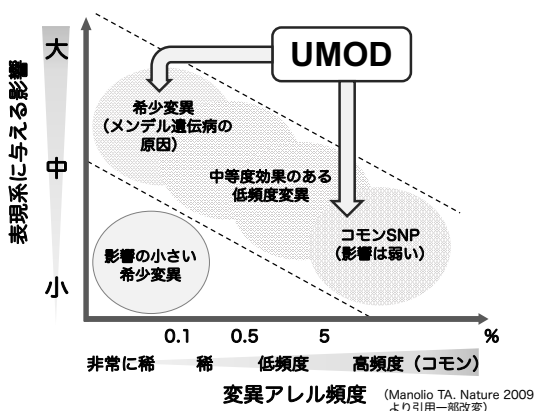 大
中
小
表現系に与える影響
UMOD
希少変異
（メンデル遺伝病の
原因）
中等度効果のある
低頻度変異
コモンSNP
（影響は弱い）
影響の小さい
希少変異
0.1 0.5 5 %
非常に稀 稀 低頻度 高頻度（コモン）
変異アレル頻度
（Manolio TA. Nature 2009
より引用一部改変）